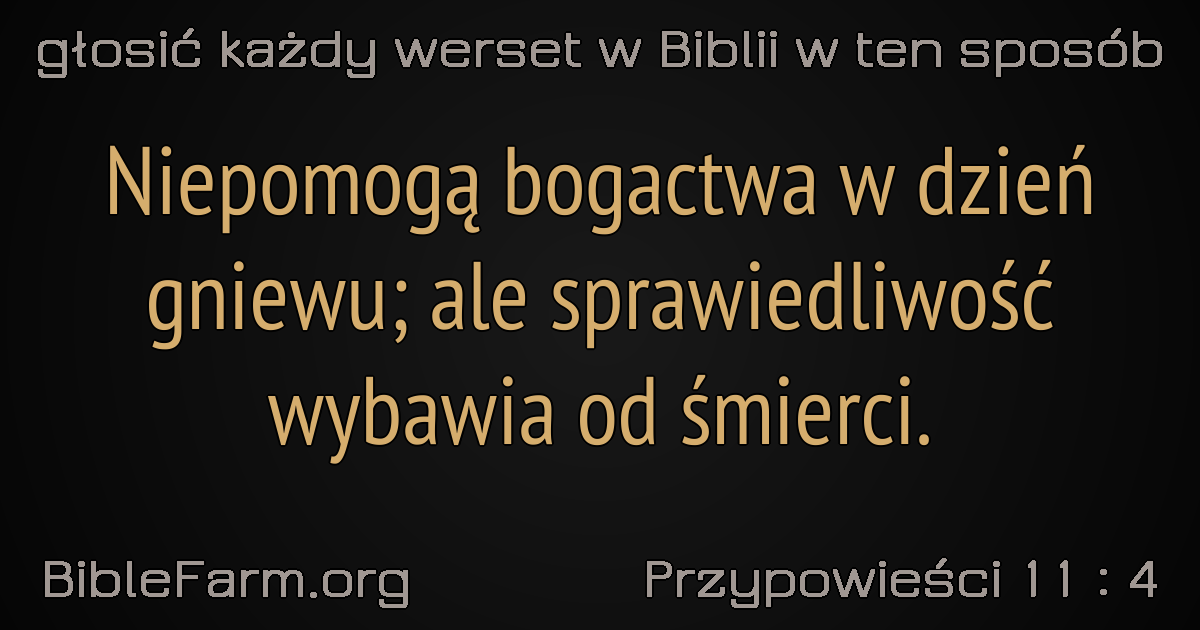 głosić każdy werset w Biblii w ten sposób
Niepomogą bogactwa w dzień
gniewu; ale sprawiedliwość
wybawia od śmierci.
BibleFarm.org
Przypowieści 11 : 4